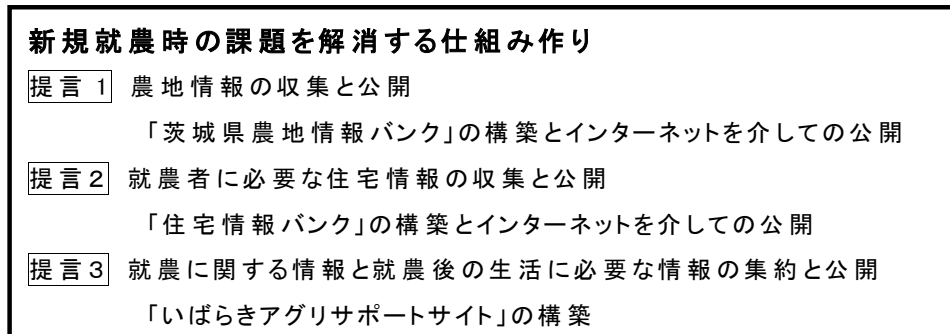 新規就農時の課題を解消する仕組み作り
提言1 農地情報の収集と公開
「茨城県農地情報バンク」の構築とインターネットを介しての公開
提言2 就農者に必要な住宅情報の収集と公開
「住宅情報バンク」の構築とインターネットを介しての公開
提言3 就農に関する情報と就農後の生活に必要な情報の集約と公開
「いばらきアグリサポートサイト」の構築